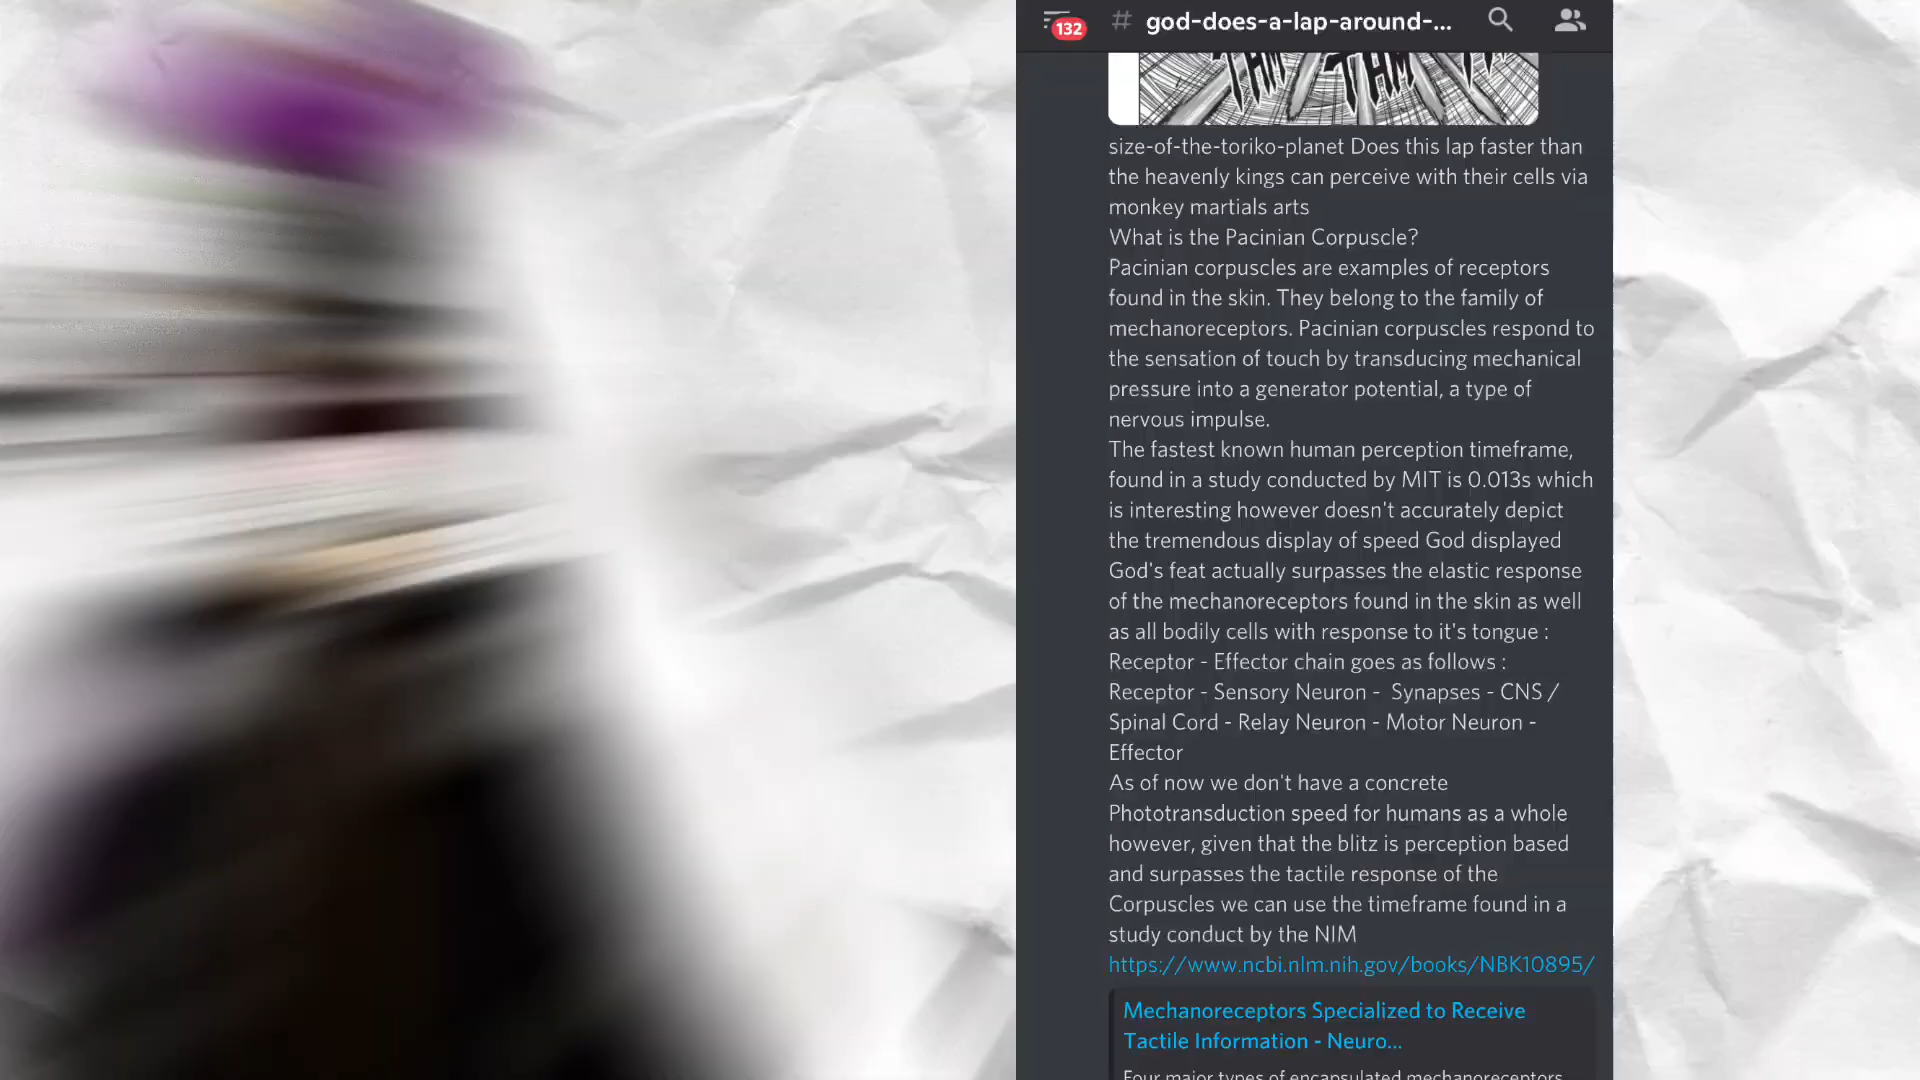 132
# god-does-a-lap-around-...
THM THM
size-of-the-toriko-planet Does this lap faster than
the heavenly kings can perceive with their cells via
monkey martials arts
What is the Pacinian Corpuscle?
Pacinian corpuscles are examples of receptors
found in the skin. They belong to the family of
mechanoreceptors. Pacinian corpuscles respond to
the sensation of touch by transducing mechanical
pressure into a generator potential, a type of
nervous impulse.
The fastest known human perception timeframe,
found in a study conducted by MIT is 0.013s which
is interesting however doesn't accurately depict
the tremendous display of speed God displayed
God's feat actually surpasses the elastic response
of the mechanoreceptors found in the skin as well
as all bodily cells with response to it's tongue :
Receptor - Effector chain goes as follows :
Receptor - Sensory Neuron -  Synapses - CNS /
Spinal Cord - Relay Neuron - Motor Neuron -
Effector
As of now we don't have a concrete
Phototransduction speed for humans as a whole
however, given that the blitz is perception based
and surpasses the tactile response of the
Corpuscles we can use the timeframe found in a
study conduct by the NIM
https://www.ncbi.nlm.nih.gov/books/NBK10895/
Mechanoreceptors Specialized to Receive
Tactile Information - Neuro...
Four major types of encapsulated mechanoreceptors